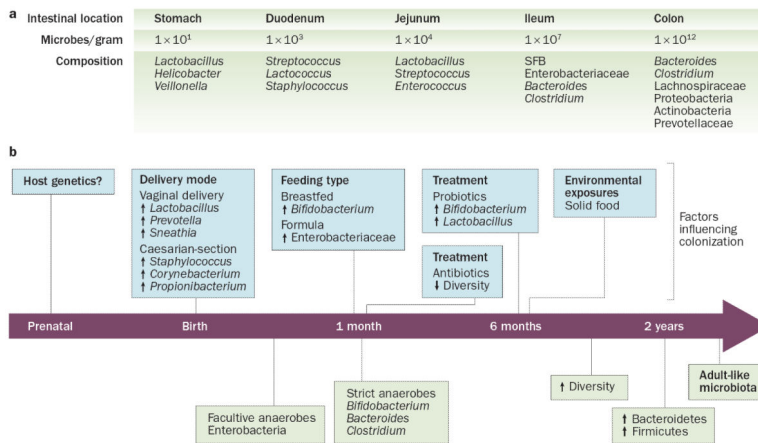 a
Intestinal location Stomach Duodenum Jejunum Ileum Colon
Microbes/gram 1×10¹ 1×10³ 1×10⁴ 1×10⁷ 1×10¹²
Composition Lactobacillus Streptococcus Lactobacillus SFB Bacteroides
Helicobacter Lactococcus Streptococcus Enterobacteriaceae Clostridium
Veillonella Staphylococcus Enterococcus Bacteroides Lachnospiraceae
Clostridium Proteobacteria
Actinobacteria
Prevotellaceae
b
Host genetics?
Delivery mode
Vaginal delivery
↑ Lactobacillus
↑ Prevotella
↑ Sneathia
Caesarian-section
↑ Staphylococcus
↑ Corynebacterium
↑ Propionibacterium
Feeding type
Breastfed
↑ Bifidobacterium
Formula
↑ Enterobacteriaceae
Treatment
Probiotics
↑ Bifidobacterium
↑ Lactobacillus
Treatment
Antibiotics
↓ Diversity
Environmental
exposures
Solid food
Factors
influencing
colonization
Prenatal Birth 1 month 6 months 2 years
Facultive anaerobes
Enterobacteria
Strict anaerobes
Bifidobacterium
Bacteroides
Clostridium
↑ Diversity
↑ Bacteroidetes
↑ Firmicutes
Adult-like
microbiota